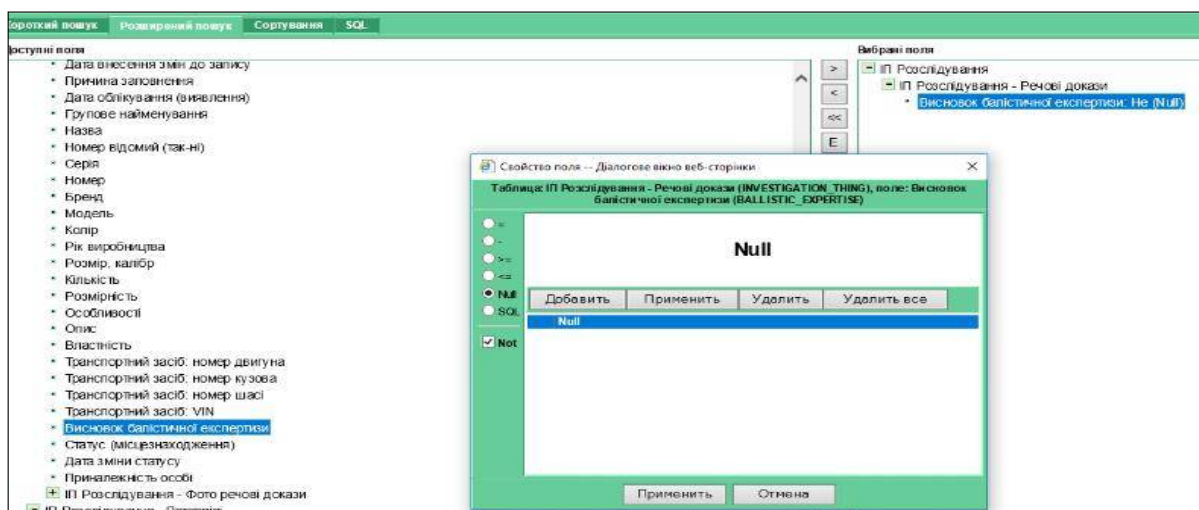 Короткий пошук Розширений пошук Сортування SQL
Доступні поля
Дата внесення змін до запису
Причина заповнення
Дата облікування (виявлення)
Групове найменування
Назва
Номер відомий (так-ні)
Серія
Номер
Бренд
Модель
Колір
Рік виробництва
Розмір, калібр
Кількість
Розмірність
Особливості
Опис
Властність
Транспортний засіб: номер двигуна
Транспортний засіб: номер кузова
Транспортний засіб: номер шасі
Транспортний засіб: VIN
Висновок балістичної експертизи
Статус (місцезнаходження)
Дата зміни статусу
Приналежність особі
ІП Розслідування - Фото речові докази
>
<
<<
E
Вибрані поля
ІП Розслідування
ІП Розслідування - Речові докази
Висновок балістичної експертизи: Не (Null)
Свойство поля -- Діалогове вікно веб-сторінки
Таблица: ІП Розслідування - Речові докази (INVESTIGATION_THING), поле: Висновок
балістичної експертизи (BALLISTIC_EXPERTISE)
=
-
>=
<=
Null
SQL
Not
Null
Добавить Применить Удалить Удалить все
Null
Применить Отмена